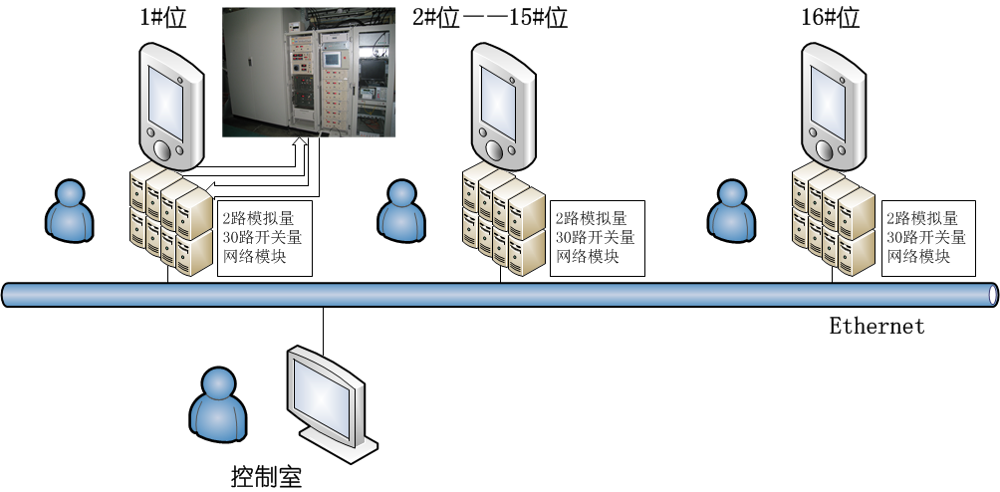 1#位
2#位——15#位
16#位
2路模拟量
30路开关量
网络模块
2路模拟量
30路开关量
网络模块
2路模拟量
30路开关量
网络模块
Ethernet
控制室